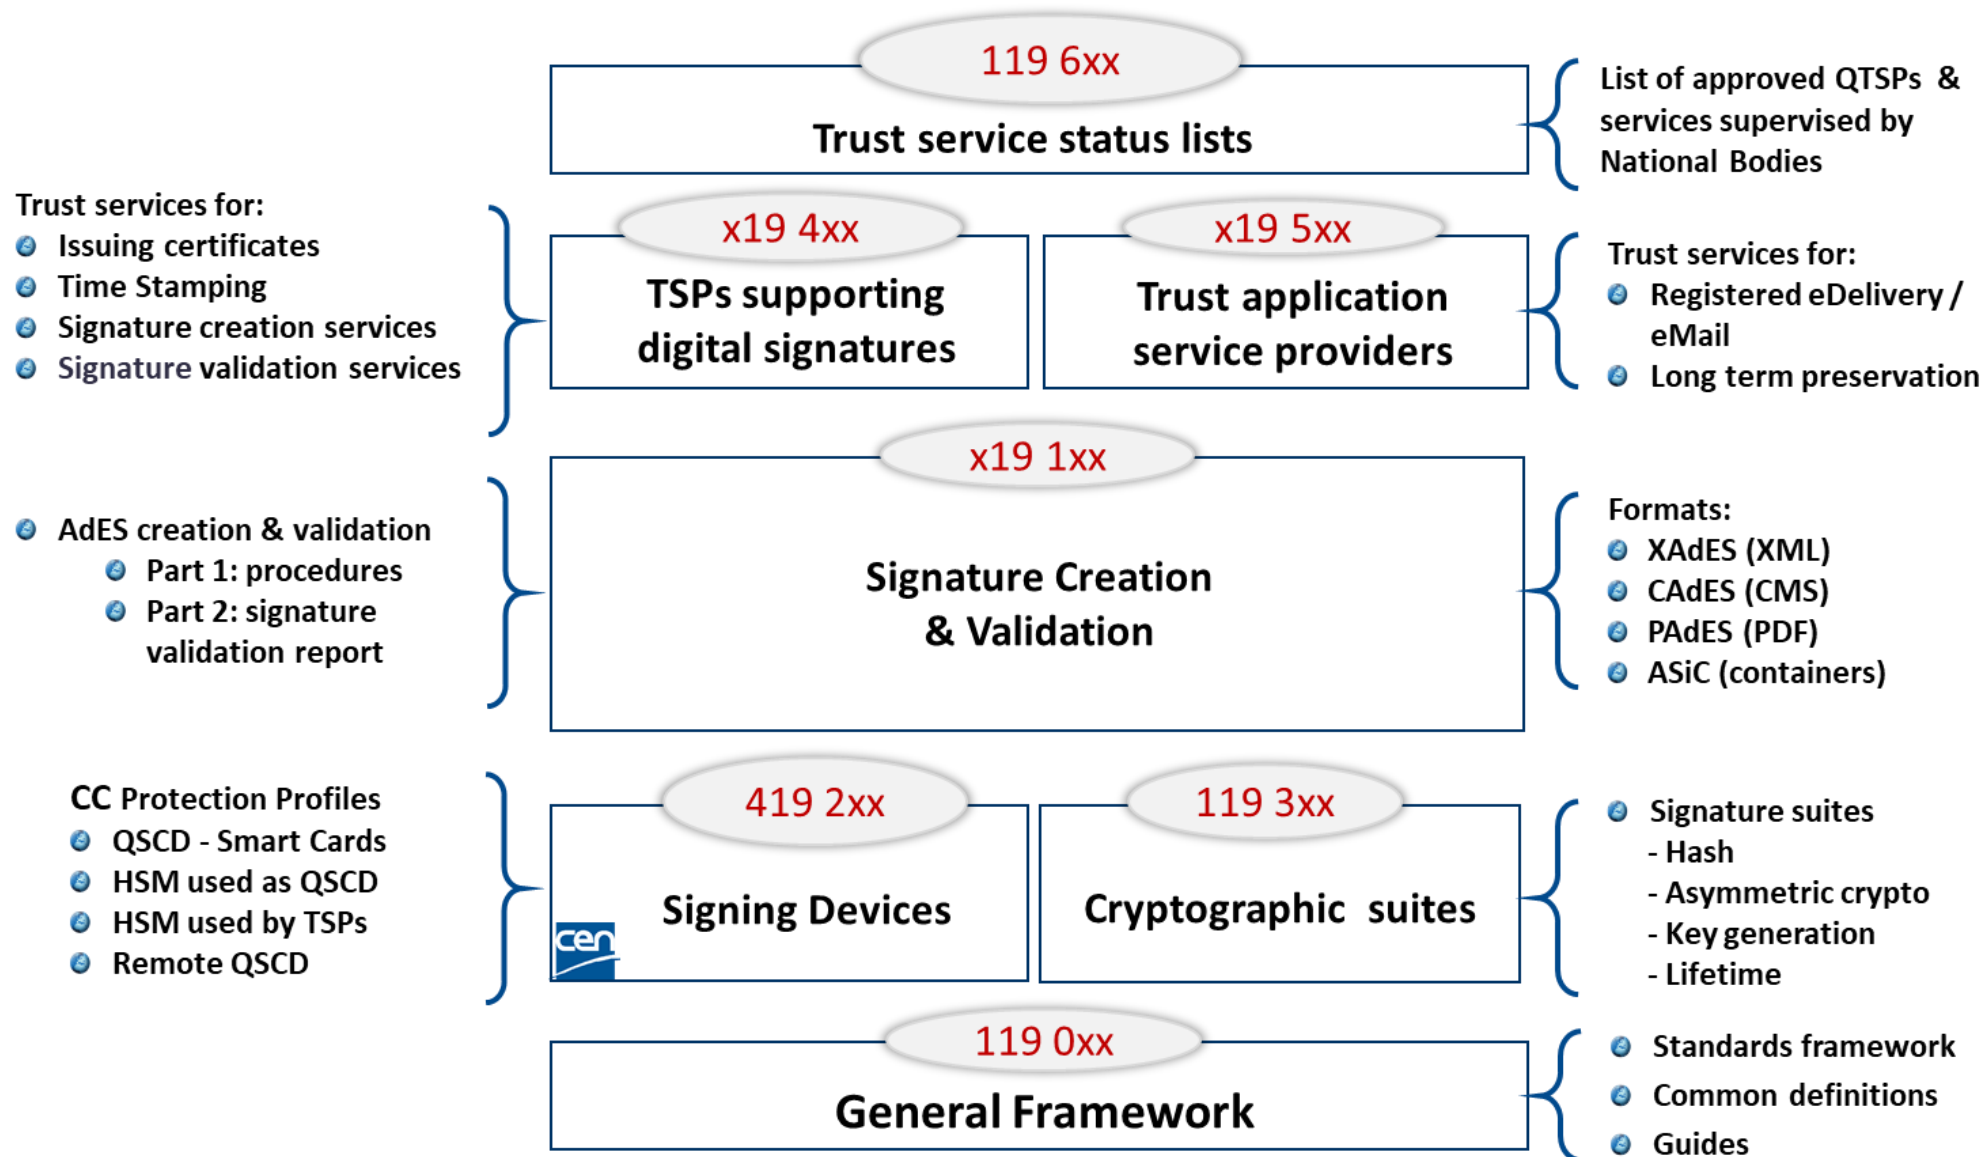 119 6xx
Trust service status lists
List of approved QTSPs &
services supervised by
National Bodies
Trust services for:
Issuing certificates
Time Stamping
Signature creation services
Signature validation services
x19 4xx
TSPs supporting
digital signatures
x19 5xx
Trust application
service providers
Trust services for:
Registered eDelivery /
eMail
Long term preservation
AdES creation & validation
Part 1: procedures
Part 2: signature
validation report
x19 1xx
Signature Creation
& Validation
Formats:
XAdES (XML)
CAdES (CMS)
PAdES (PDF)
ASiC (containers)
CC Protection Profiles
QSCD - Smart Cards
HSM used as QSCD
HSM used by TSPs
Remote QSCD
419 2xx
Signing Devices
cen
119 3xx
Cryptographic suites
Signature suites
- Hash
- Asymmetric crypto
- Key generation
- Lifetime
119 0xx
General Framework
Standards framework
Common definitions
Guides